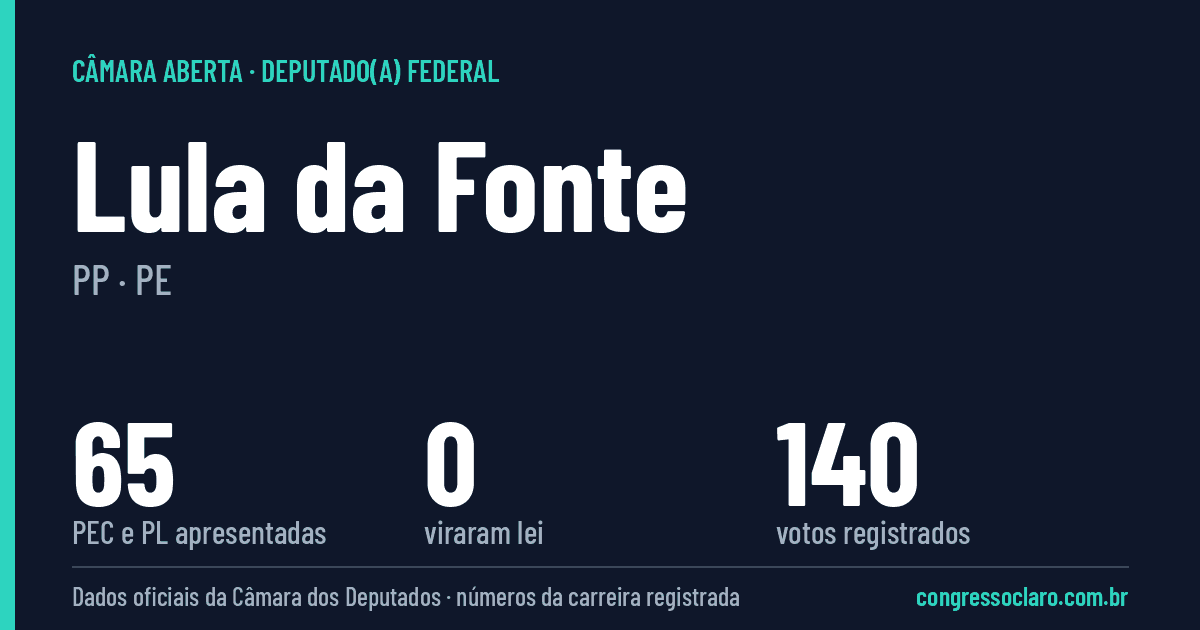 CÂMARA ABERTA · DEPUTADO(A) FEDERAL
Lula da Fonte
PP · PE
65
PEC e PL apresentadas
0
viraram lei
140
votos registrados
Dados oficiais da Câmara dos Deputados · números da carreira registrada
congressoclaro.com.br